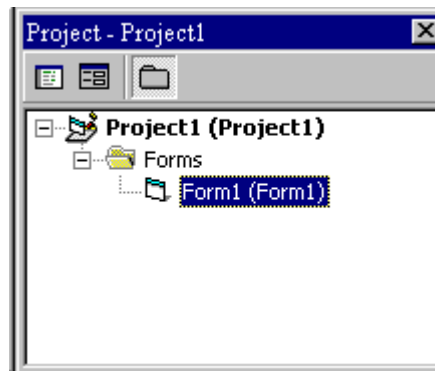 Project - Project1
Project1 (Project1)
Forms
Form1 (Form1)